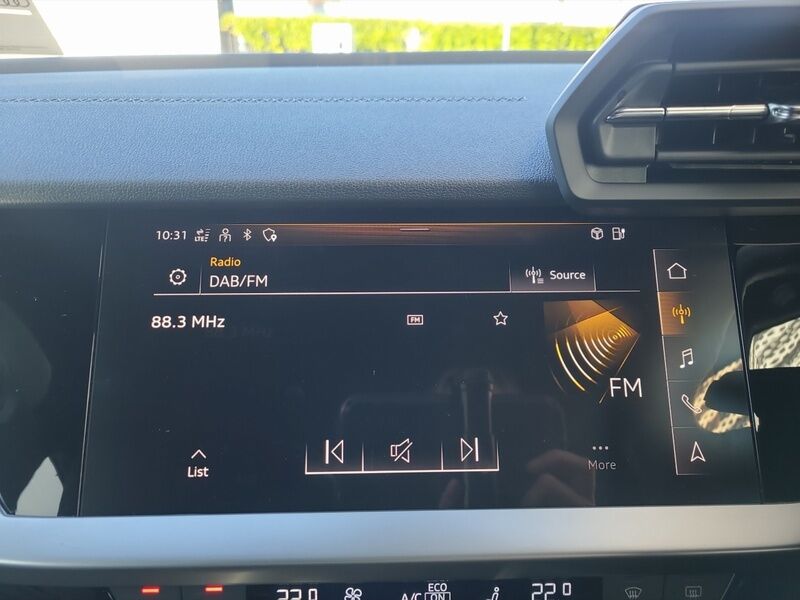 10:31 LTE
Radio
DAB/FM
Source
88.3 MHz FM
FM
List
More
22.0 A/C ECO ON 22.0